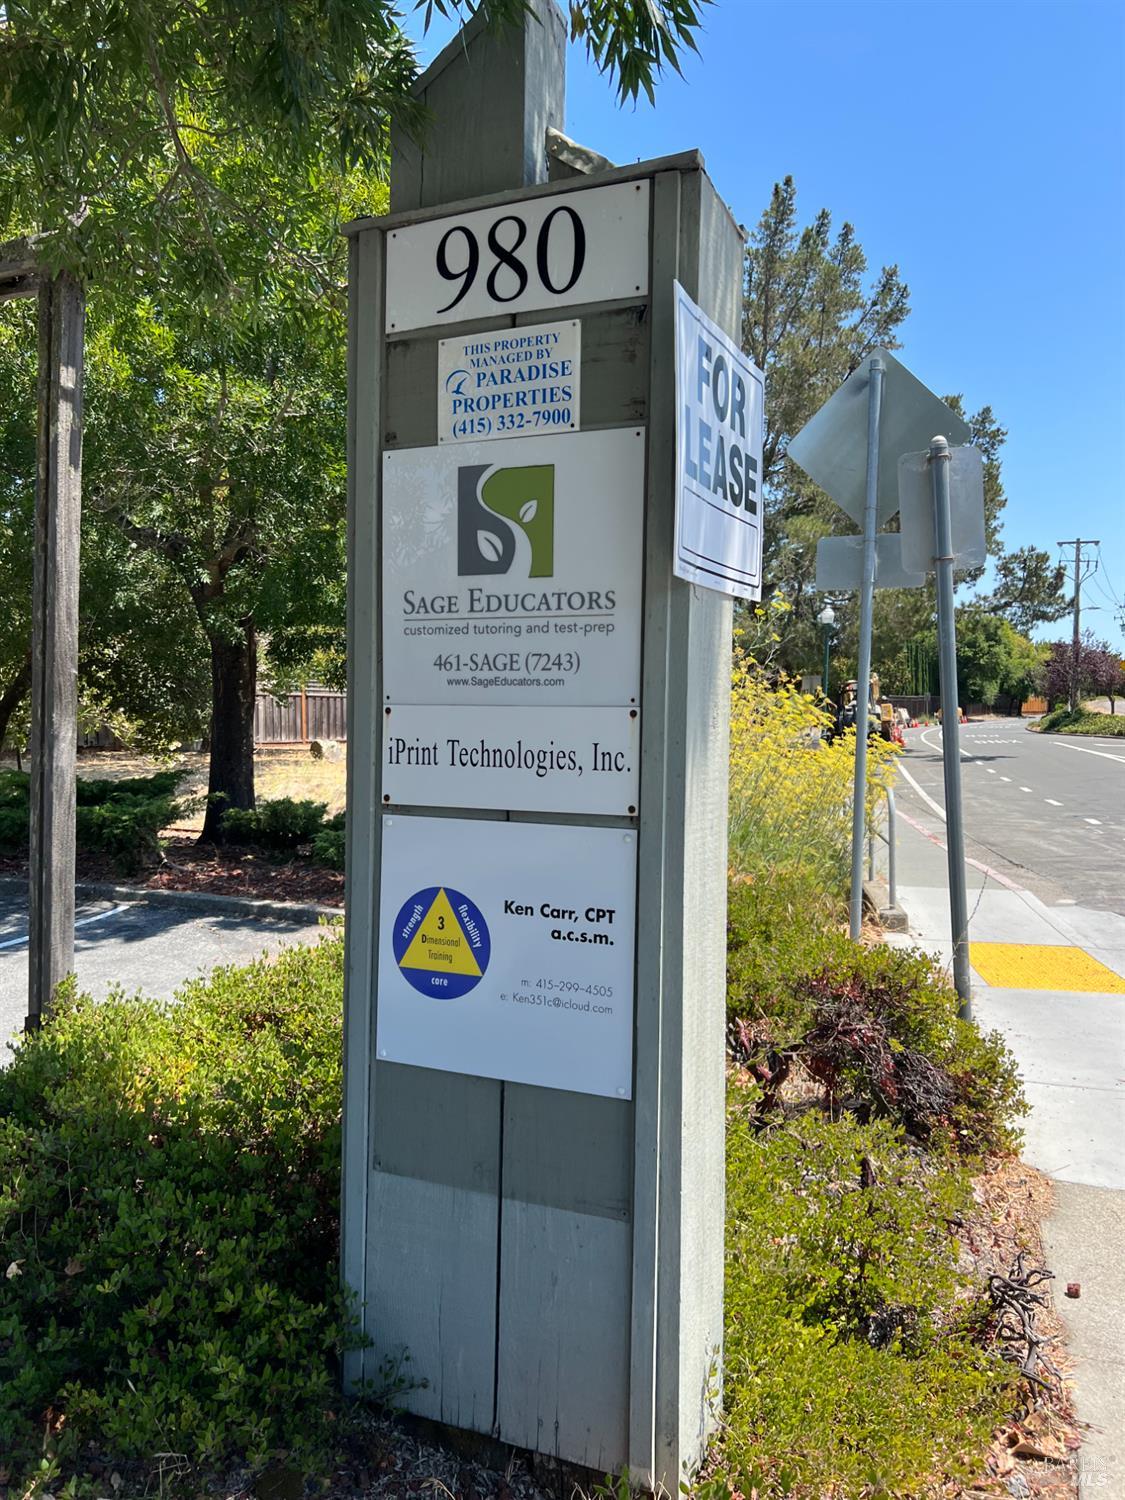 980
THIS PROPERTY
MANAGED BY
PARADISE
PROPERTIES
(415) 332-7900
FOR
LEASE
SAGE EDUCATORS
customized tutoring and test-prep
461-SAGE (7243)
www.SageEducators.com
iPrint Technologies, Inc.
strength
flexibility
core
3
Dimensional
Training
Ken Carr, CPT
a.c.s.m.
m: 415-299-4505
e: Ken351c@icloud.com
MLS